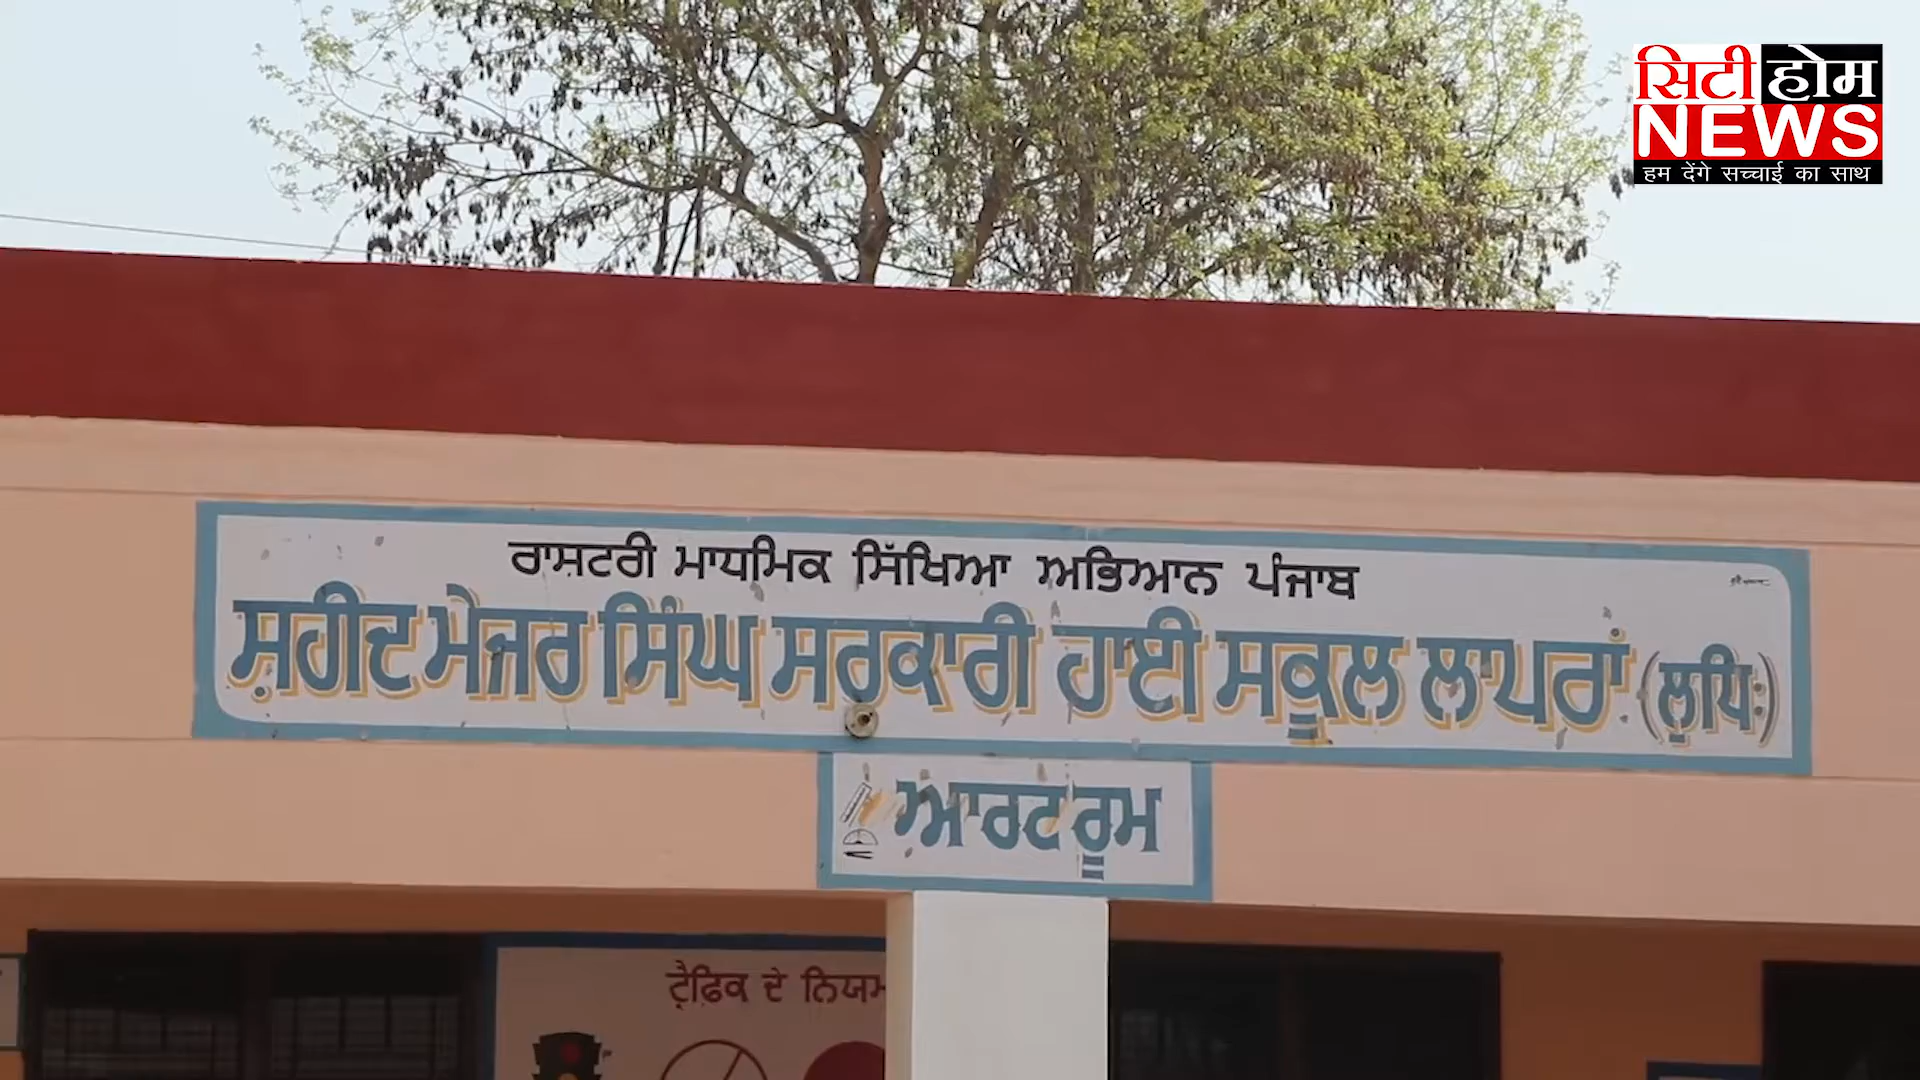 सिटी होम
NEWS
हम देंगे सच्चाई का साथ
ਰਾਸ਼ਟਰੀ ਮਾਧਮਿਕ ਸਿੱਖਿਆ ਅਭਿਆਨ ਪੰਜਾਬ
ਸ਼ਹੀਦ ਮੇਜਰ ਸਿੰਘ ਸਰਕਾਰੀ ਹਾਈ ਸਕੂਲ ਲਾਪਰਾਂ (ਲੁਧਿ:)
ਆਰਟ ਰੂਮ
ਟ੍ਰੈਫਿਕ ਦੇ ਨਿਯਮ